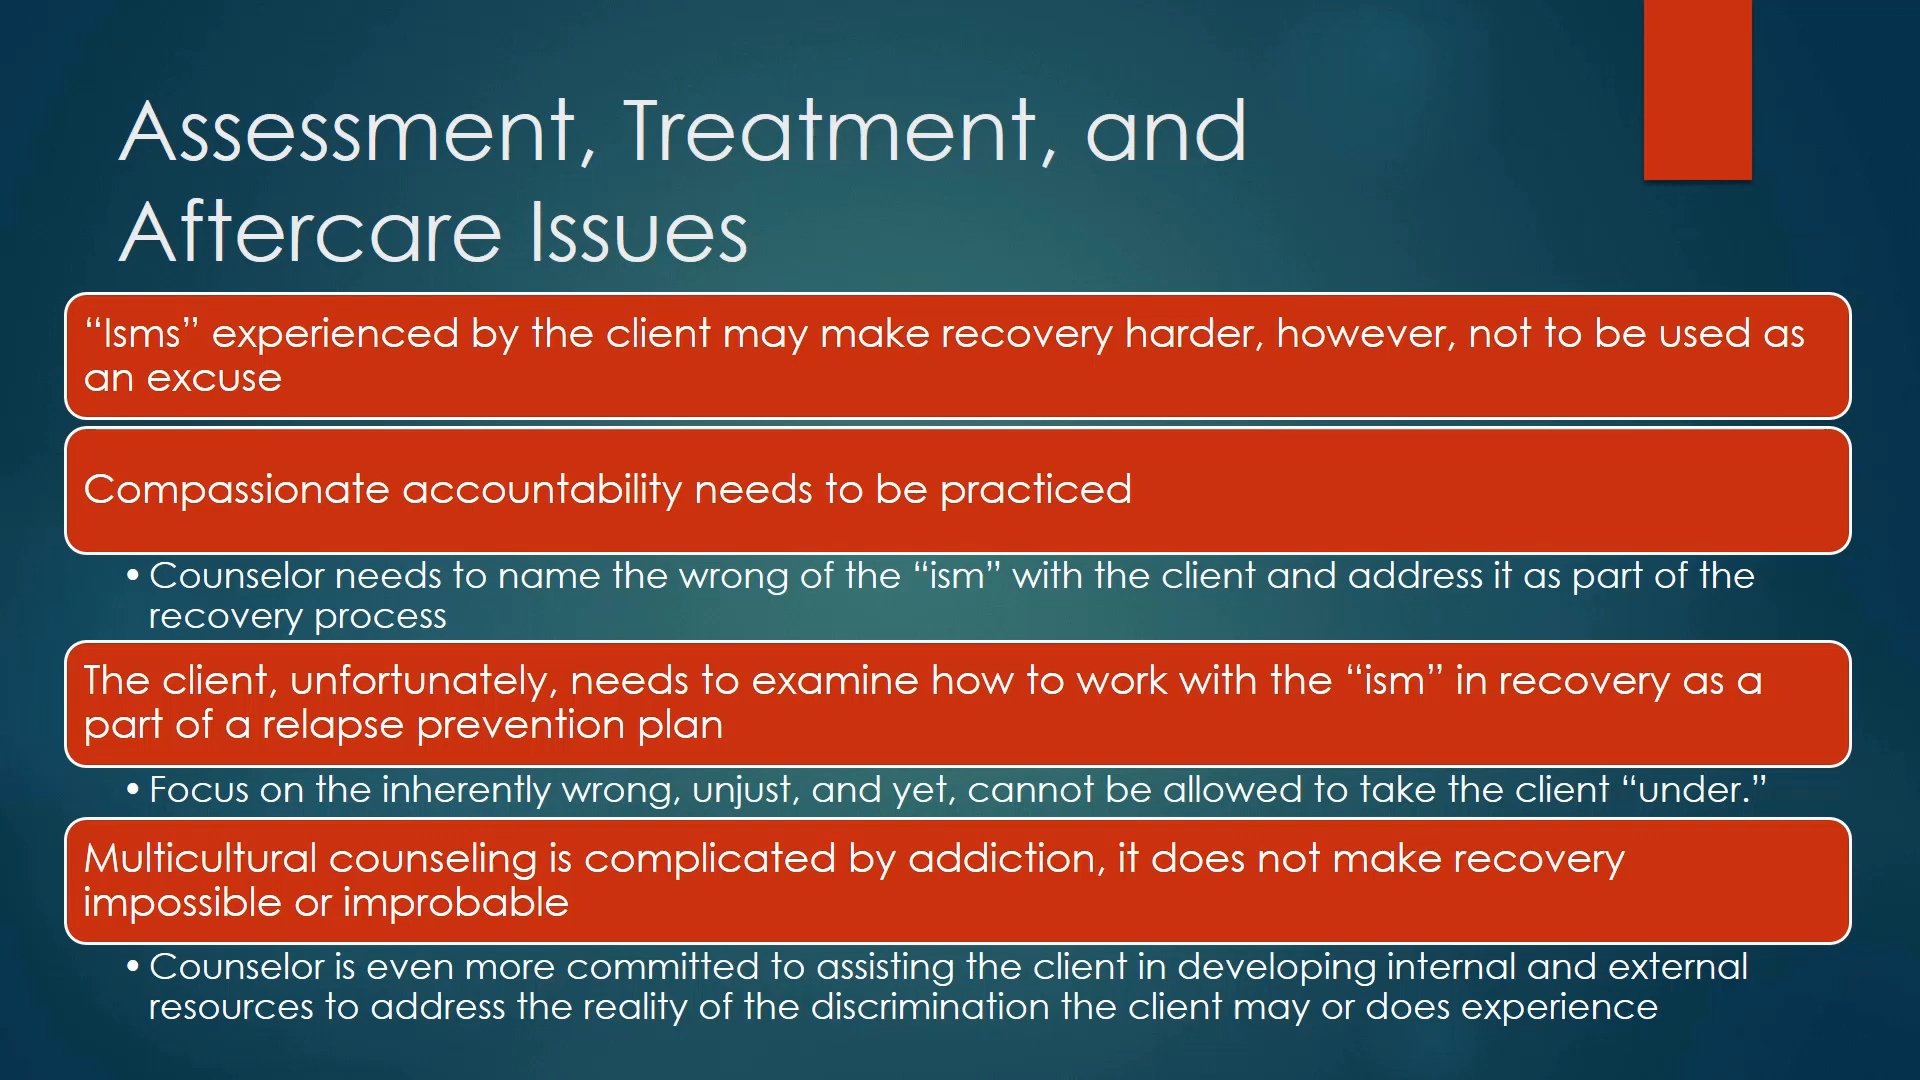 Assessment, Treatment, and
Aftercare Issues
“Isms” experienced by the client may make recovery harder, however, not to be used as
an excuse
Compassionate accountability needs to be practiced
• Counselor needs to name the wrong of the “ism” with the client and address it as part of the
recovery process
The client, unfortunately, needs to examine how to work with the “ism” in recovery as a
part of a relapse prevention plan
• Focus on the inherently wrong, unjust, and yet, cannot be allowed to take the client “under.”
Multicultural counseling is complicated by addiction, it does not make recovery
impossible or improbable
• Counselor is even more committed to assisting the client in developing internal and external
resources to address the reality of the discrimination the client may or does experience